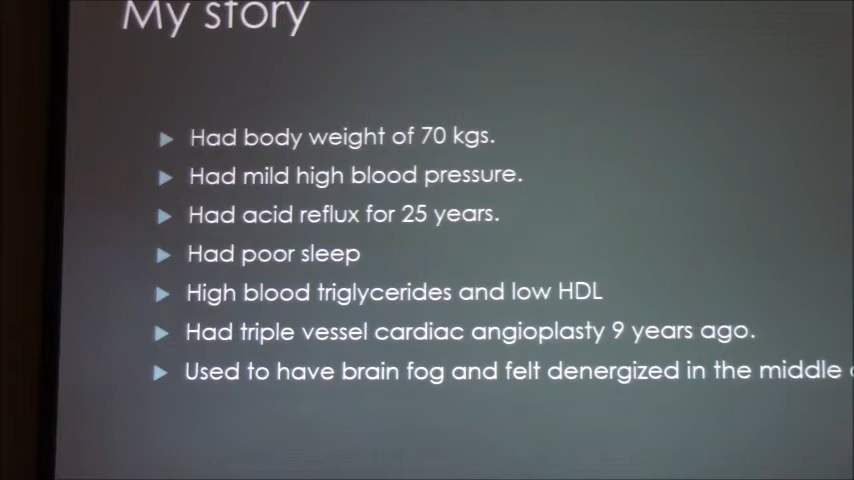 My story
Had body weight of 70 kgs.
Had mild high blood pressure.
Had acid reflux for 25 years.
Had poor sleep
High blood triglycerides and low HDL
Had triple vessel cardiac angioplasty 9 years ago.
Used to have brain fog and felt denergized in the middle